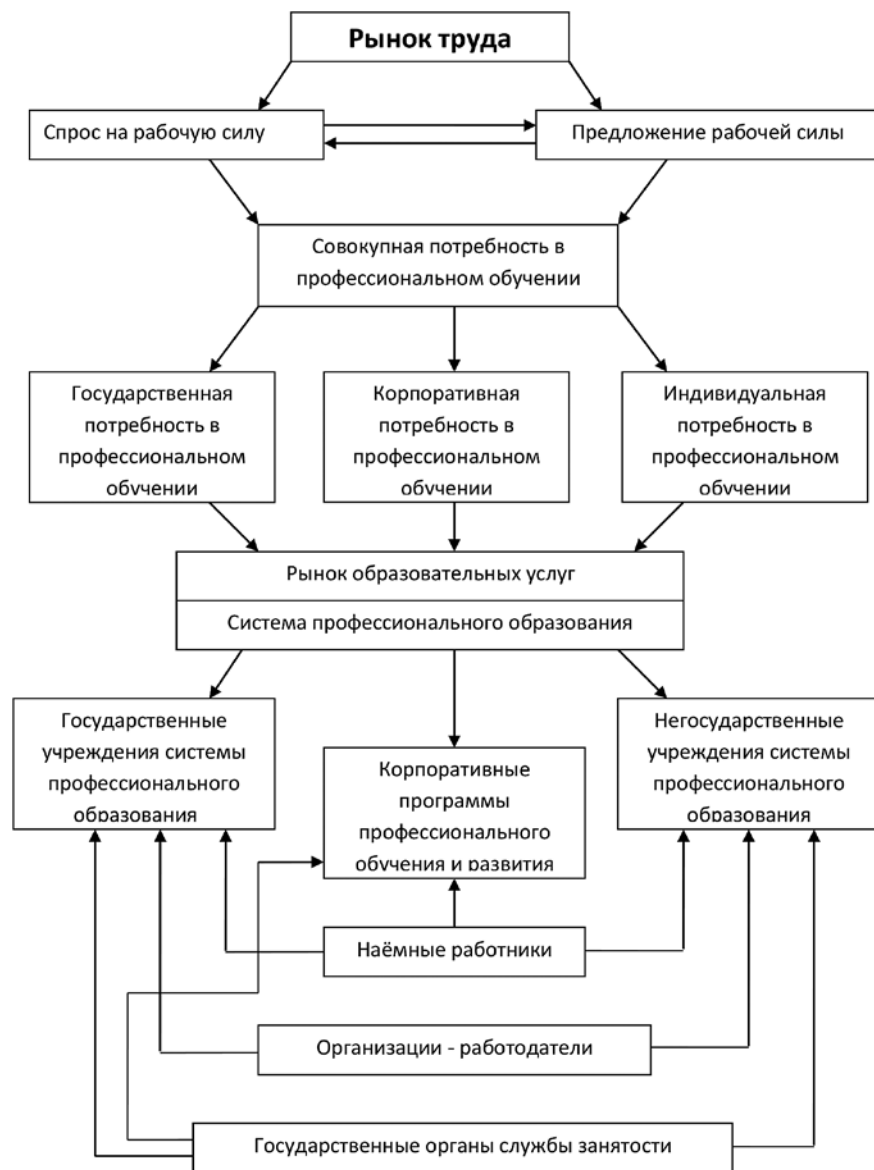 Рынок труда
Спрос на рабочую силу
Предложение рабочей силы
Совокупная потребность в
профессиональном обучении
Государственная
потребность в
профессиональном
обучении
Корпоративная
потребность в
профессиональном
обучении
Индивидуальная
потребность в
профессиональном
обучении
Рынок образовательных услуг
Система профессионального образования
Государственные
учреждения системы
профессионального
образования
Корпоративные
программы
профессионального
обучения и развития
Негосударственные
учреждения системы
профессионального
образования
Наёмные работники
Организации - работодатели
Государственные органы службы занятости